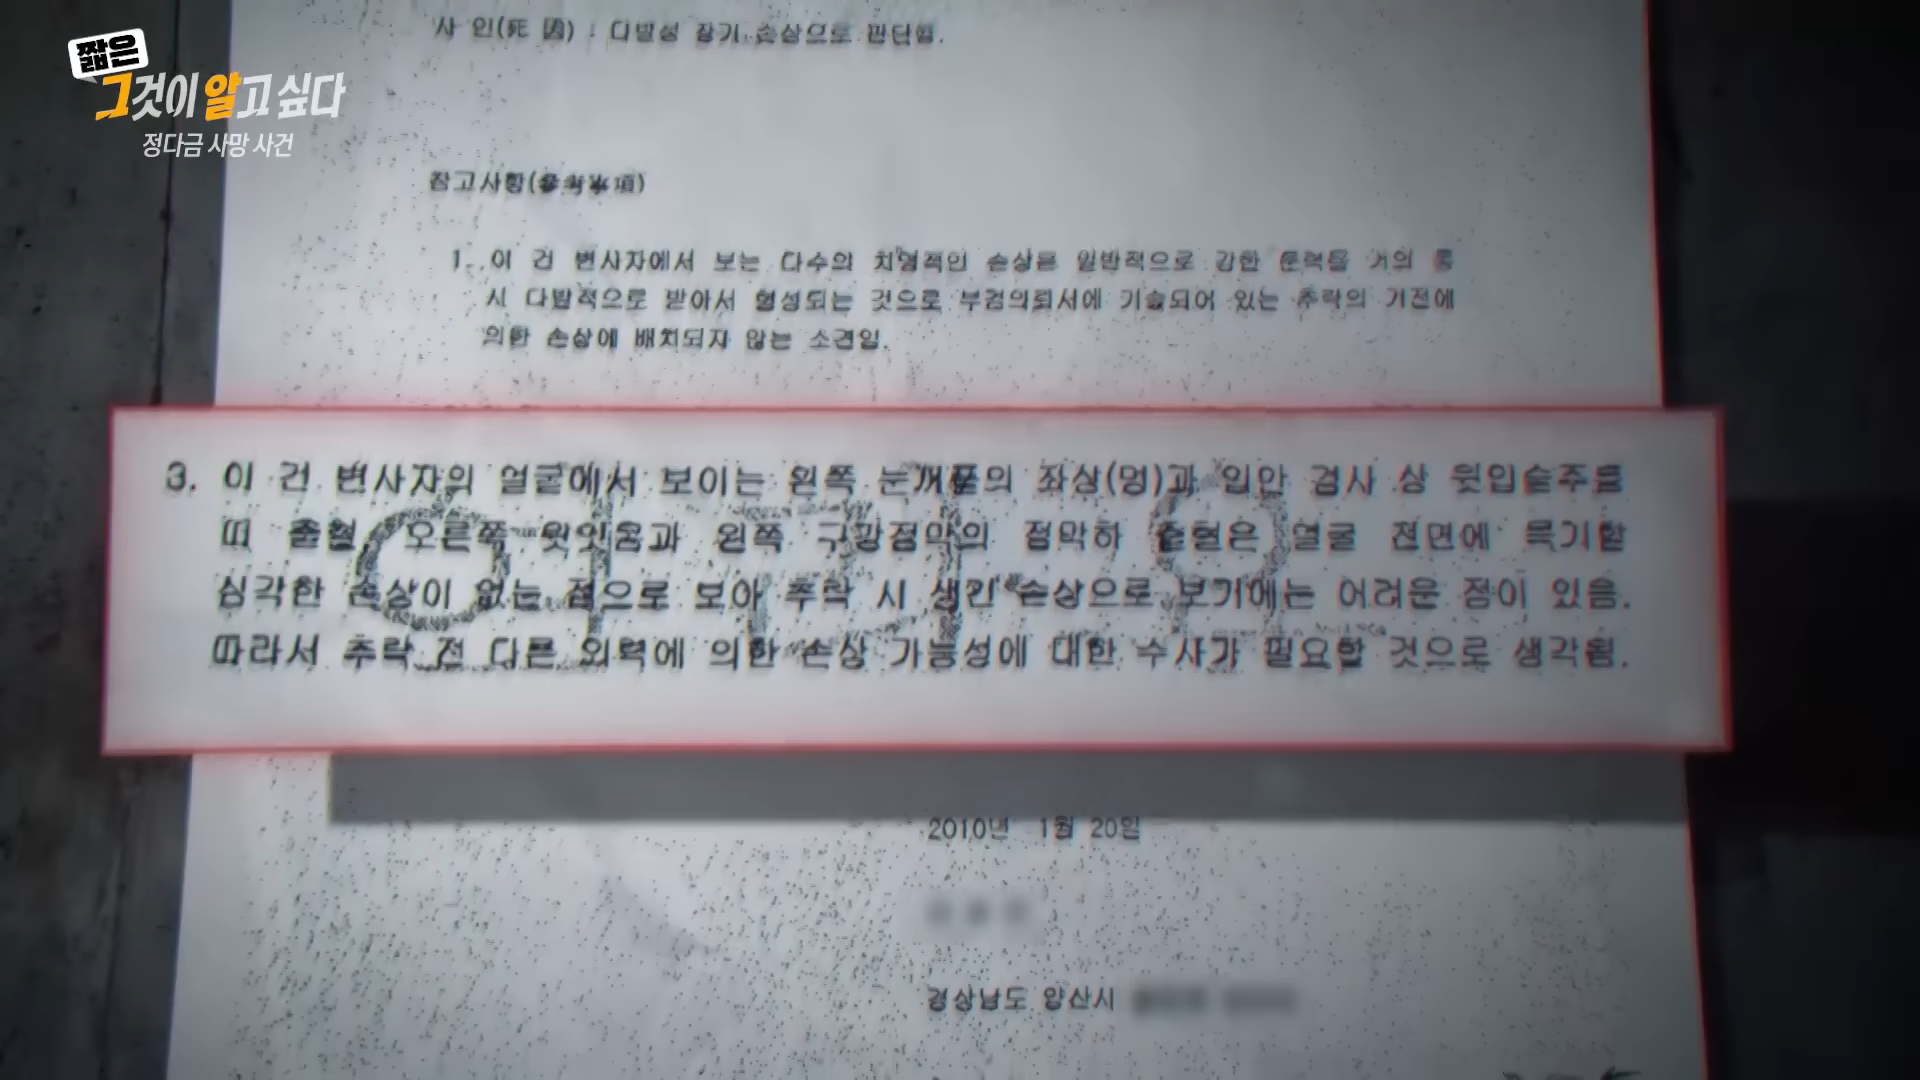 짧은
그것이 알고 싶다
정다금 사망 사건
사 인(死 因) : 다발성 장기 손상으로 판단됨.
참고사항(參考事項)
1. 이 건 변사자에서 보는 다수의 치명적인 손상은 일반적으로 강한 둔력을 거의 동
시 다발적으로 받아서 형성되는 것으로 부검의뢰서에 기술되어 있는 추락의 기전에
의한 손상에 배치되지 않는 소견임.
3. 이 건 변사자의 얼굴에서 보이는 왼쪽 눈꺼풀의 좌상(멍)과 입안 검사 상 윗입술주름
띠 출혈, 오른쪽 윗잇몸과 왼쪽 구강점막의 점막하 출혈은 얼굴 전면에 특기할
심각한 손상이 없는 점으로 보아 추락 시 생긴 손상으로 보기에는 어려운 점이 있음.
따라서 추락 전 다른 외력에 의한 손상 가능성에 대한 수사가 필요할 것으로 생각됨.
2010년 1월 20일
경상남도 양산시